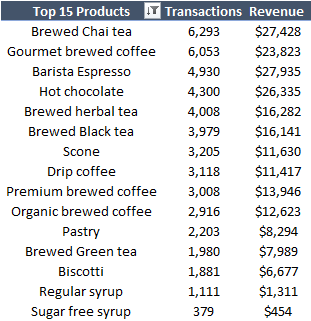 Top 15 Products Transactions Revenue
Brewed Chai tea 6,293 $27,428
Gourmet brewed coffee 6,053 $23,823
Barista Espresso 4,930 $27,935
Hot chocolate 4,300 $26,335
Brewed herbal tea 4,008 $16,282
Brewed Black tea 3,979 $16,141
Scone 3,205 $11,630
Drip coffee 3,118 $11,417
Premium brewed coffee 3,008 $13,946
Organic brewed coffee 2,916 $12,623
Pastry 2,203 $8,294
Brewed Green tea 1,980 $7,989
Biscotti 1,881 $6,677
Regular syrup 1,111 $1,311
Sugar free syrup 379 $454